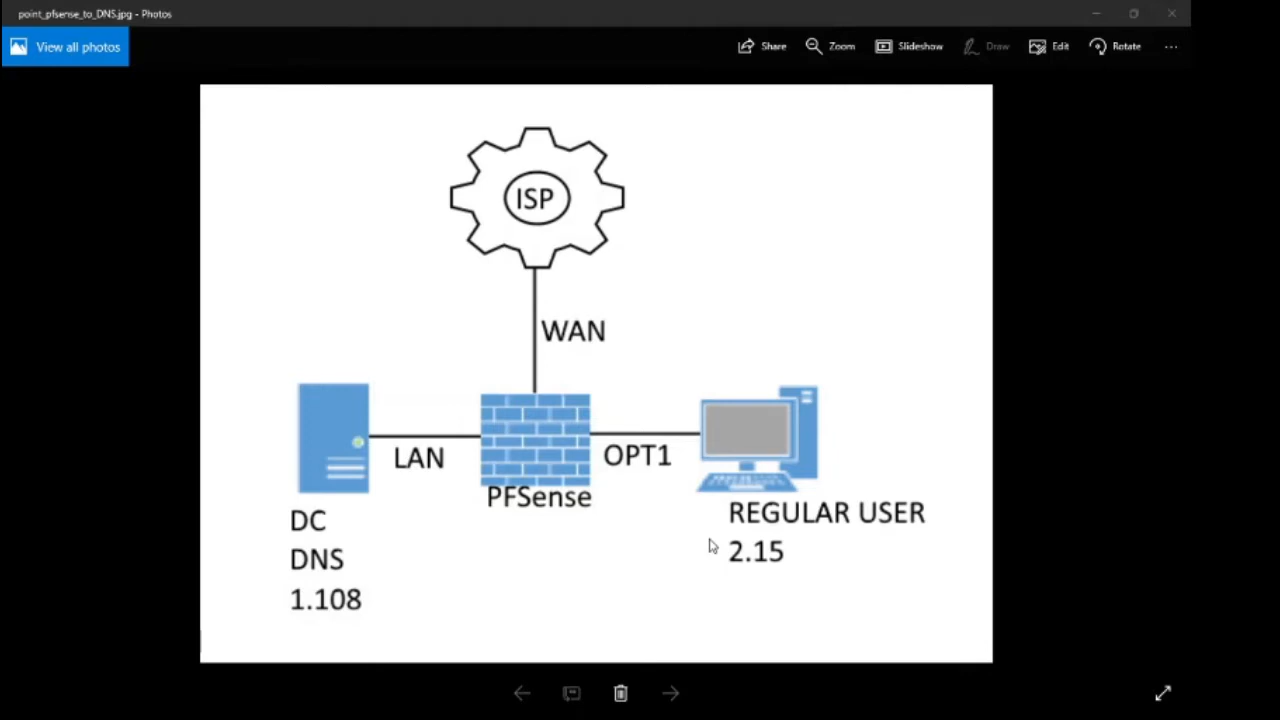 point_pfsense_to_DNS.jpg - Photos
View all photos
Share
Zoom
Slideshow
Draw
Edit
Rotate
ISP
WAN
LAN
OPT1
PFSense
DC
DNS
1.108
REGULAR USER
2.15